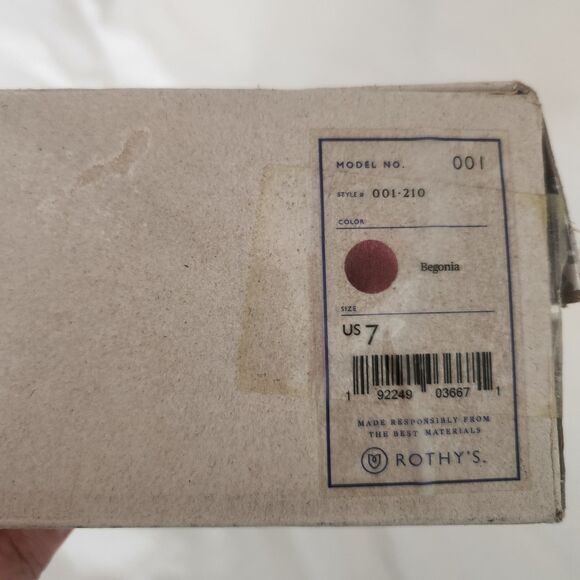 MODEL NO. 001
STYLE # 001-210
COLOR
Begonia
SIZE
US 7
1 92249 03667 1
MADE RESPONSIBLY FROM
THE BEST MATERIALS
ROTHY'S.